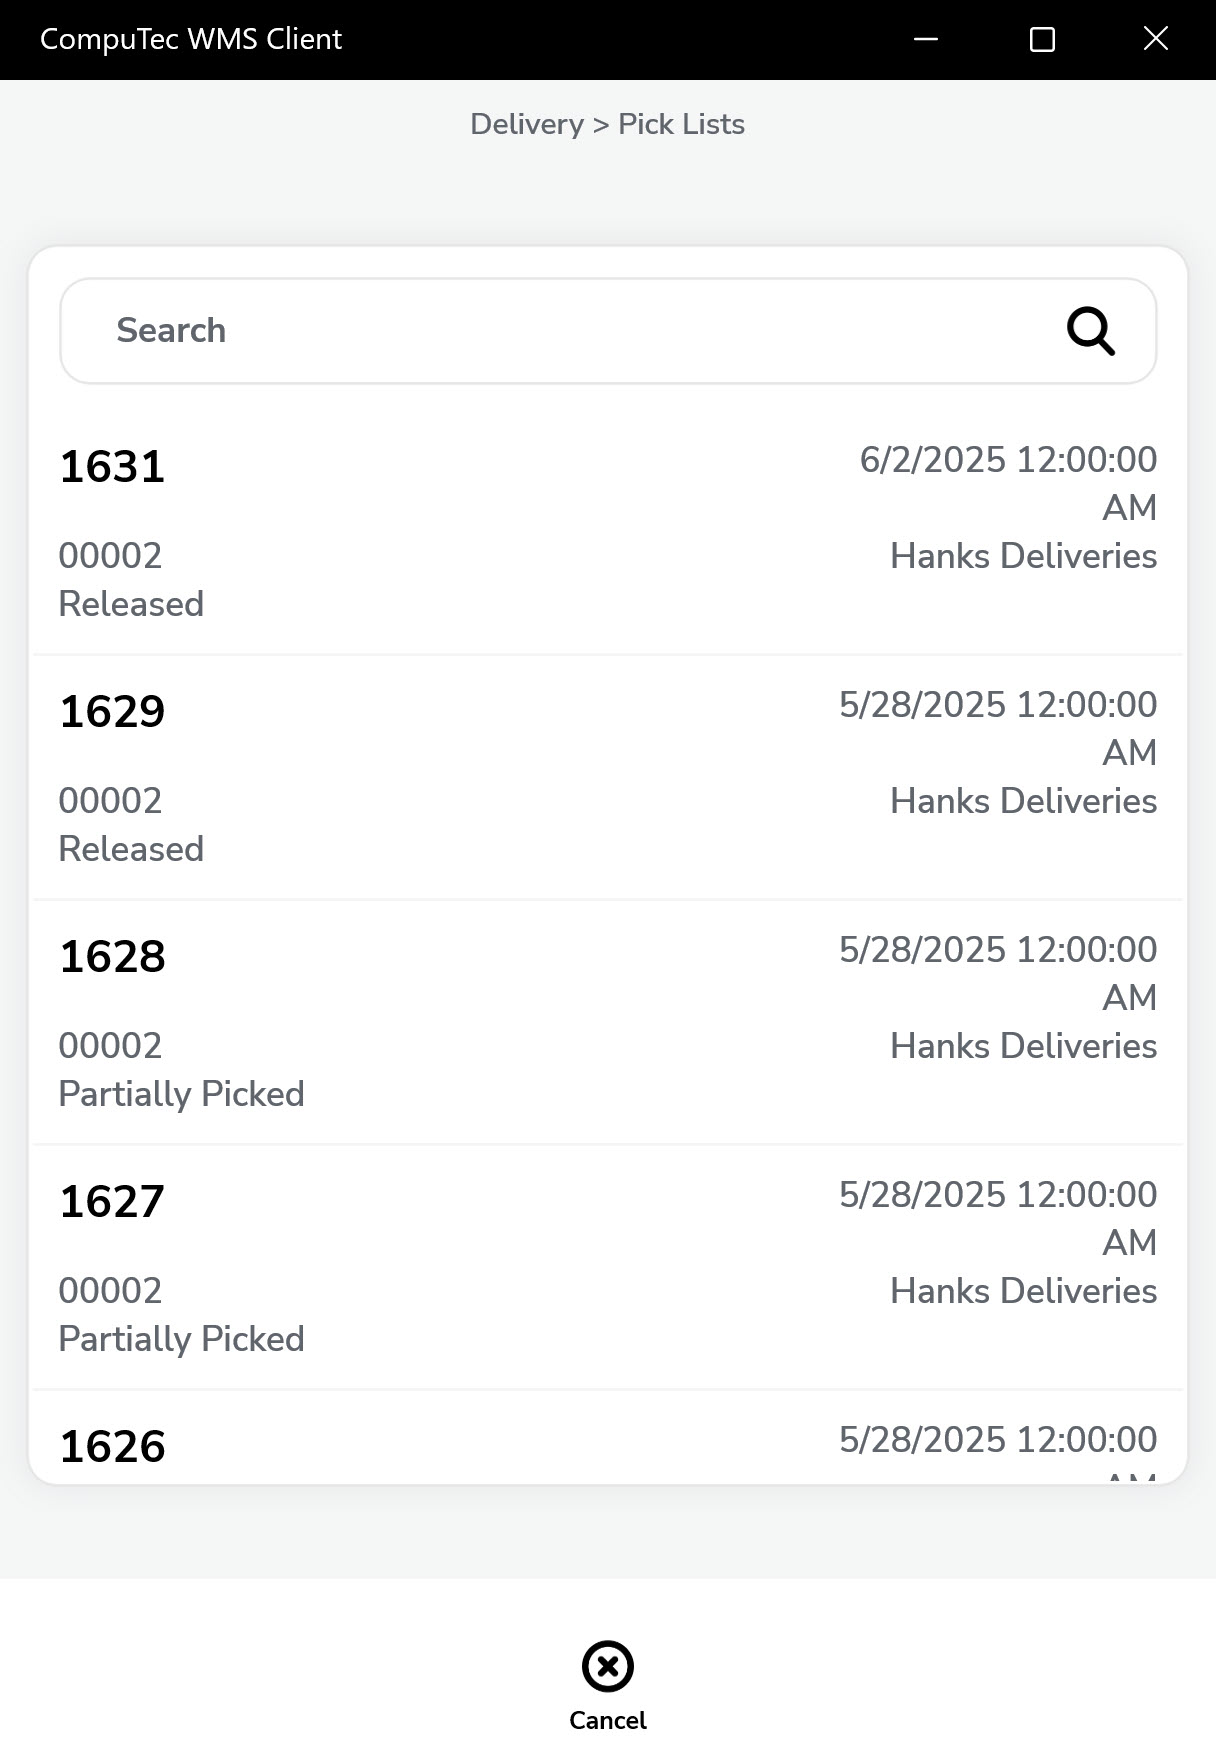 CompuTec WMS Client
Delivery > Pick Lists
Search
1631
6/2/2025 12:00:00
AM
00002
Hanks Deliveries
Released
1629
5/28/2025 12:00:00
AM
00002
Hanks Deliveries
Released
1628
5/28/2025 12:00:00
AM
00002
Hanks Deliveries
Partially Picked
1627
5/28/2025 12:00:00
AM
00002
Hanks Deliveries
Partially Picked
1626
5/28/2025 12:00:00
AM
Cancel